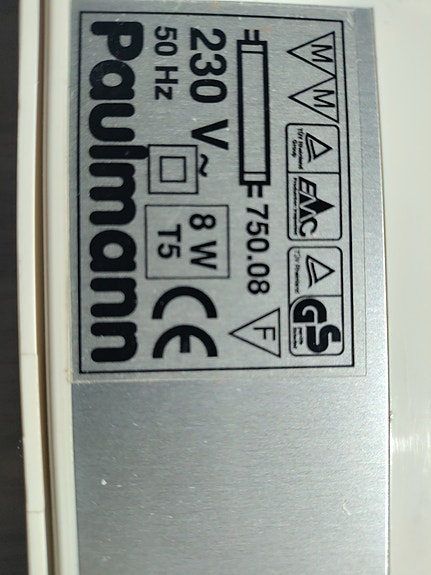 M M
TÜV Rheinland
Group
EMC
TÜV Rheinland
GS
750.08
F
230 V~
50 Hz
8 W
T5
CE
Paulmann